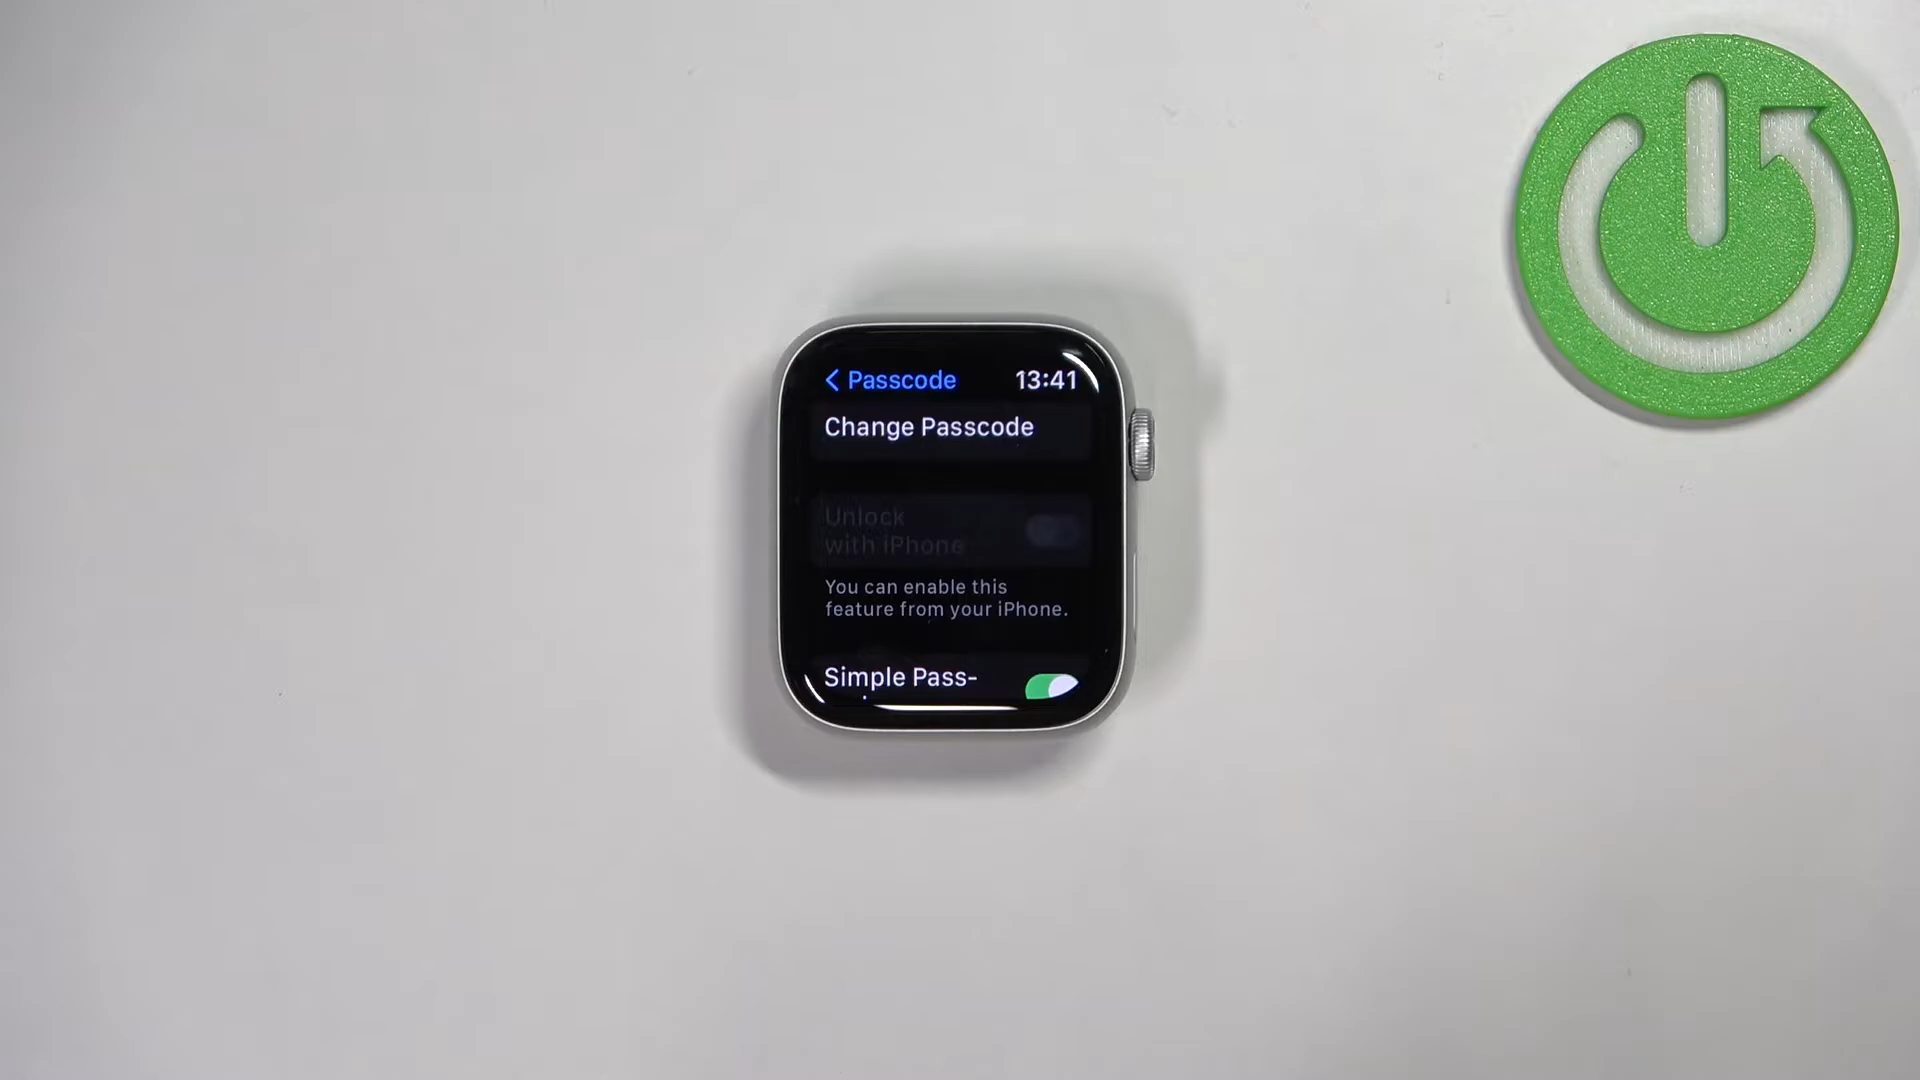 Passcode 13:41
Change Passcode
Unlock
with iPhone
You can enable this
feature from your iPhone.
Simple Pass-